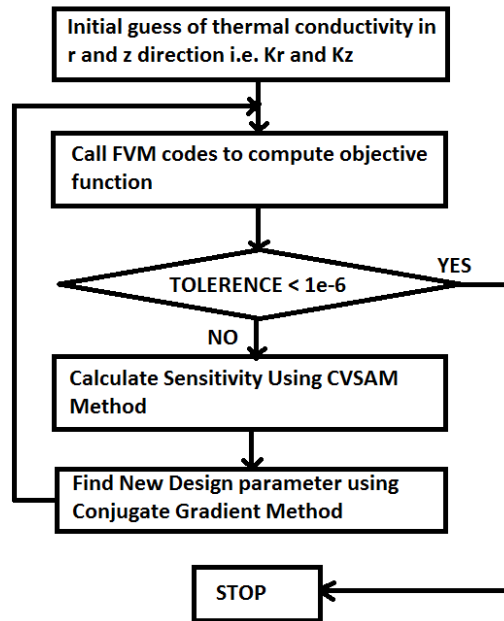 Initial guess of thermal conductivity in
r and z direction i.e. Kr and Kz
Call FVM codes to compute objective
function
TOLERENCE < 1e-6
YES
NO
Calculate Sensitivity Using CVSAM
Method
Find New Design parameter using
Conjugate Gradient Method
STOP